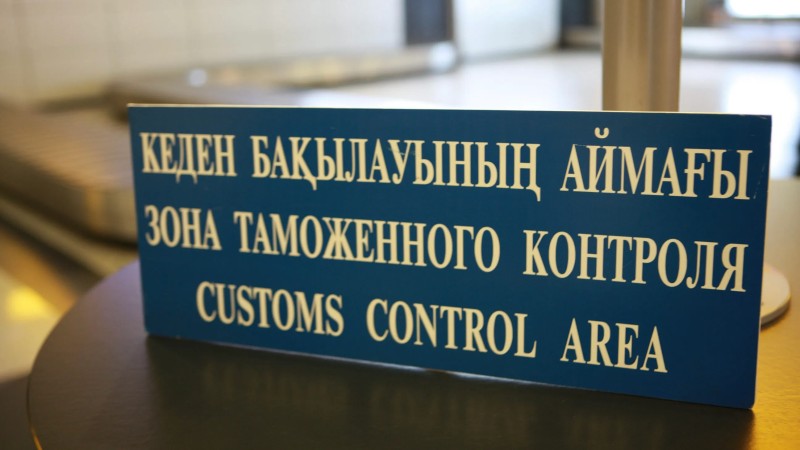 КЕДЕН БАҚЫЛАУЫНЫҢ АЙМАҒЫ
ЗОНА ТАМОЖЕННОГО КОНТРОЛЯ
CUSTOMS CONTROL AREA